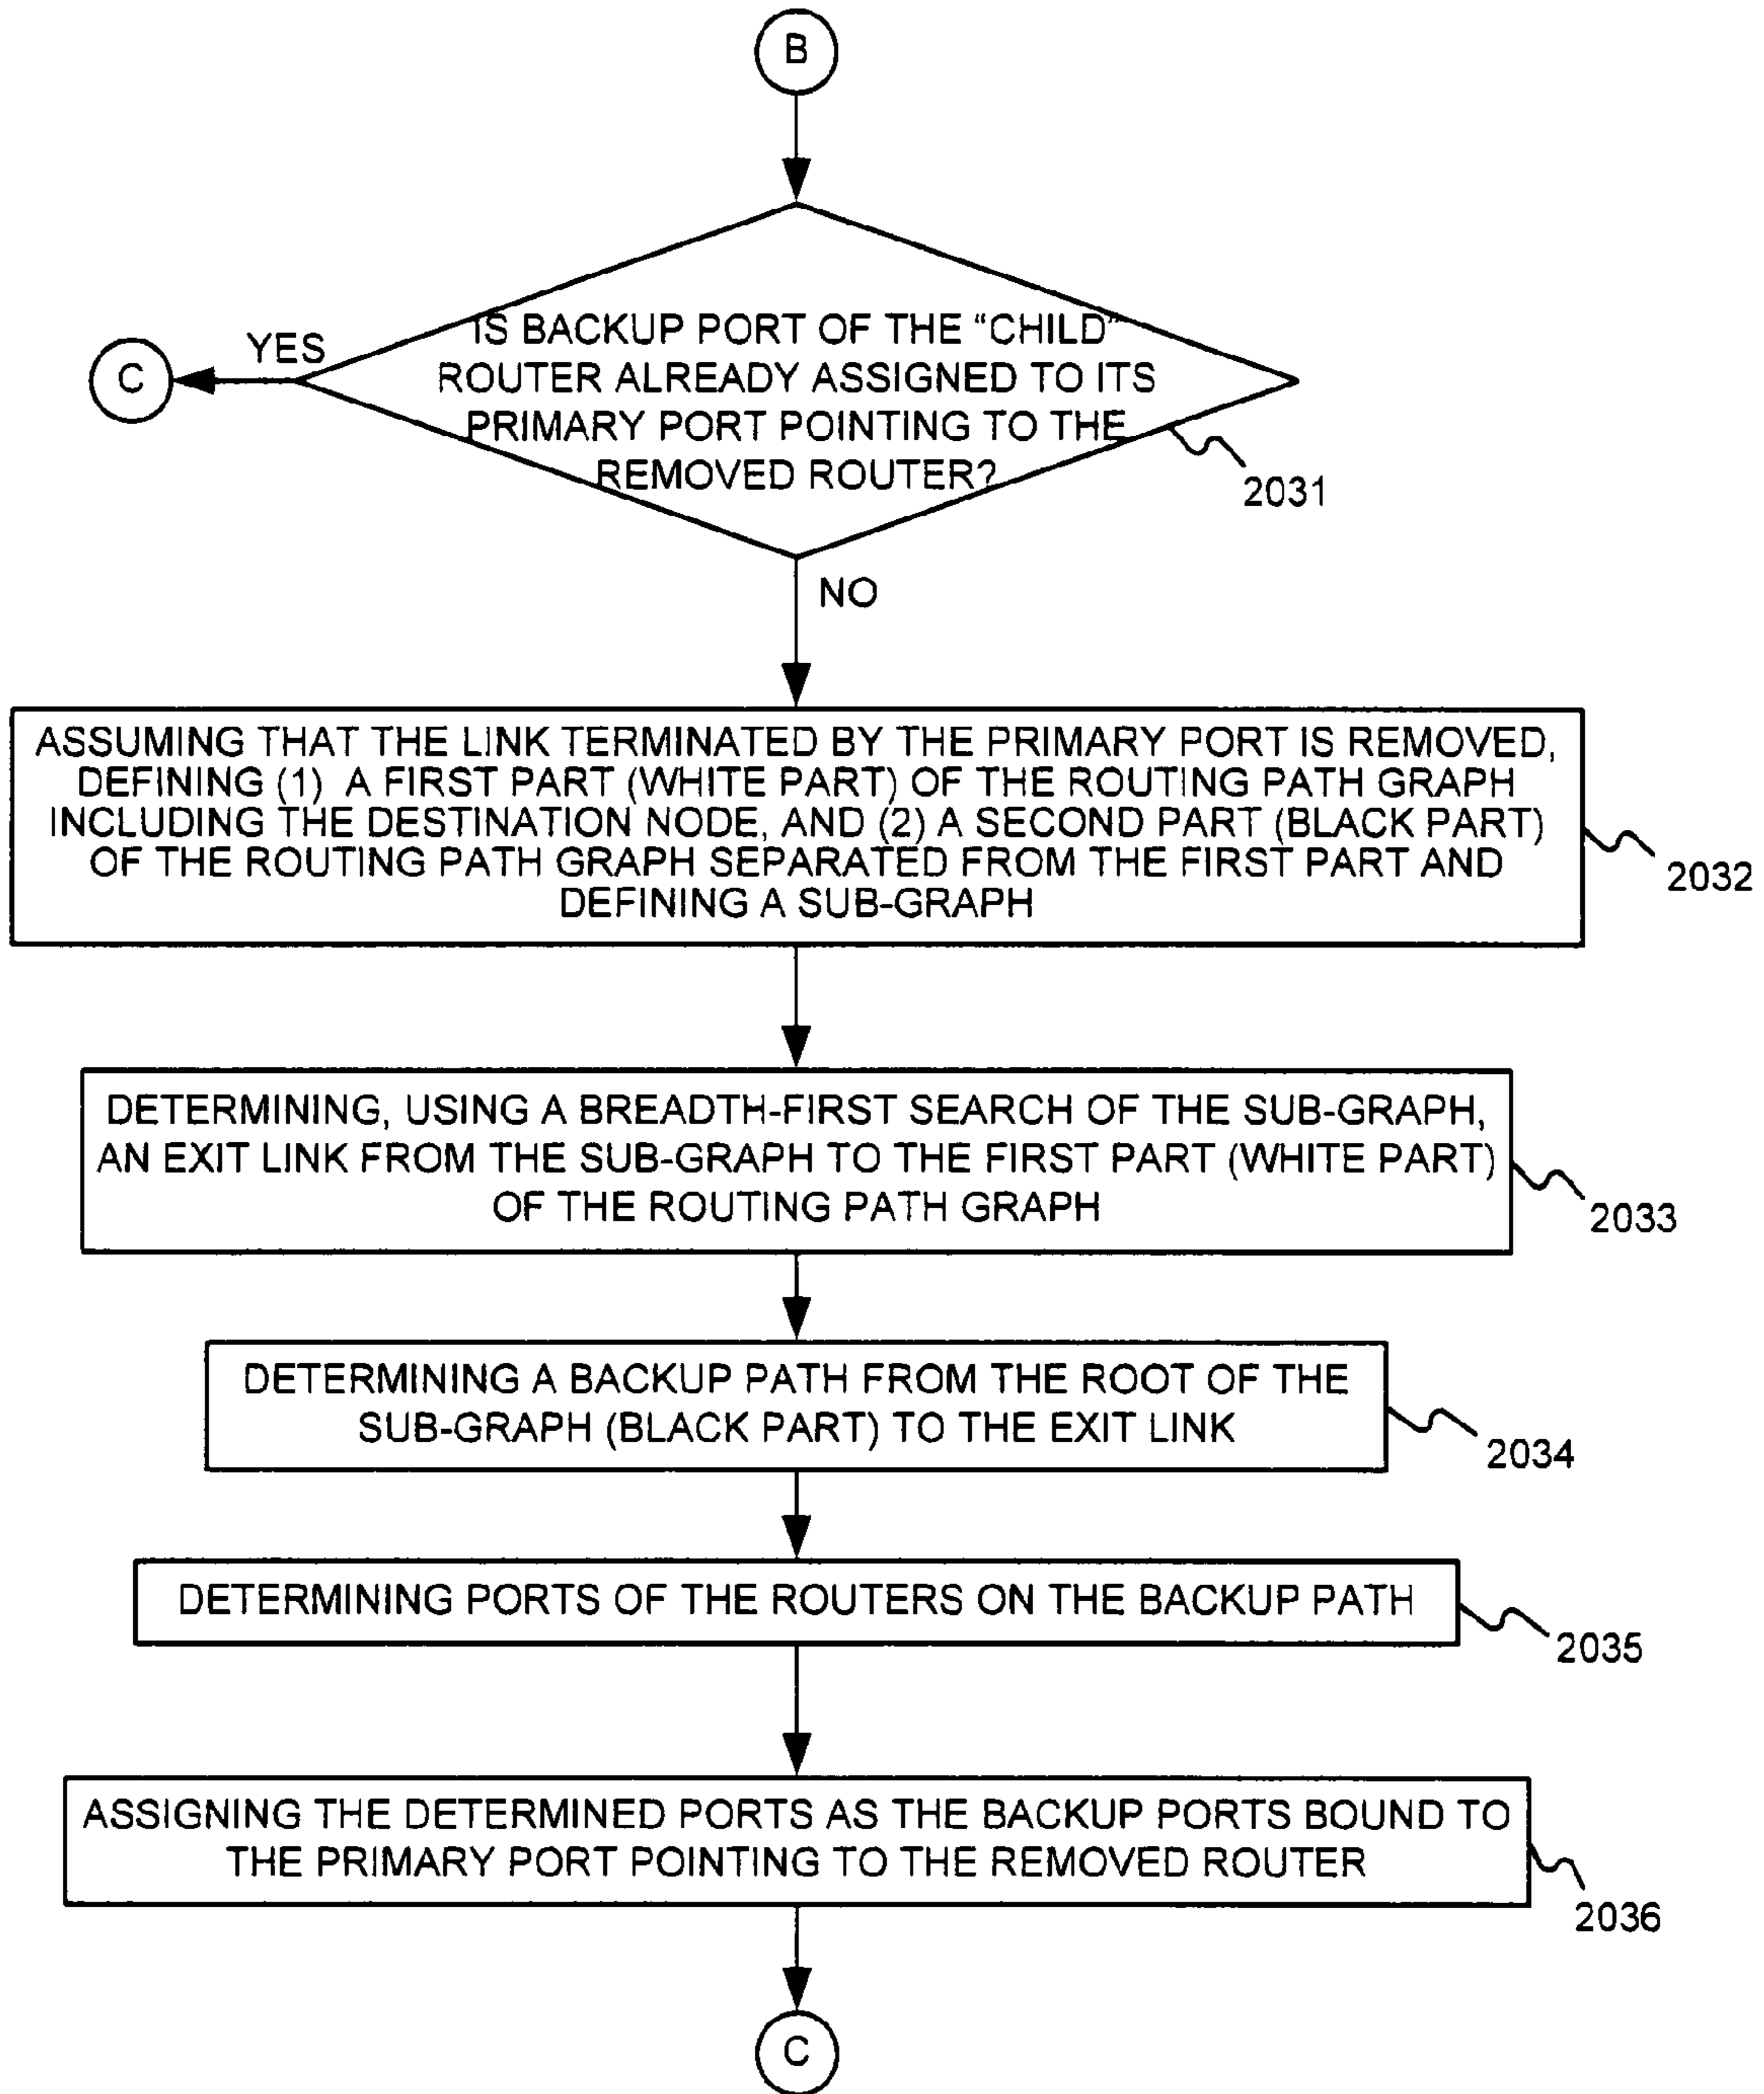 B
IS BACKUP PORT OF THE “CHILD”
ROUTER ALREADY ASSIGNED TO ITS
PRIMARY PORT POINTING TO THE
REMOVED ROUTER?
YES
C
2031
NO
ASSUMING THAT THE LINK TERMINATED BY THE PRIMARY PORT IS REMOVED,
DEFINING (1) A FIRST PART (WHITE PART) OF THE ROUTING PATH GRAPH
INCLUDING THE DESTINATION NODE, AND (2) A SECOND PART (BLACK PART)
OF THE ROUTING PATH GRAPH SEPARATED FROM THE FIRST PART AND
DEFINING A SUB-GRAPH
2032
DETERMINING, USING A BREADTH-FIRST SEARCH OF THE SUB-GRAPH,
AN EXIT LINK FROM THE SUB-GRAPH TO THE FIRST PART (WHITE PART)
OF THE ROUTING PATH GRAPH
2033
DETERMINING A BACKUP PATH FROM THE ROOT OF THE
SUB-GRAPH (BLACK PART) TO THE EXIT LINK
2034
DETERMINING PORTS OF THE ROUTERS ON THE BACKUP PATH
2035
ASSIGNING THE DETERMINED PORTS AS THE BACKUP PORTS BOUND TO
THE PRIMARY PORT POINTING TO THE REMOVED ROUTER
2036
C